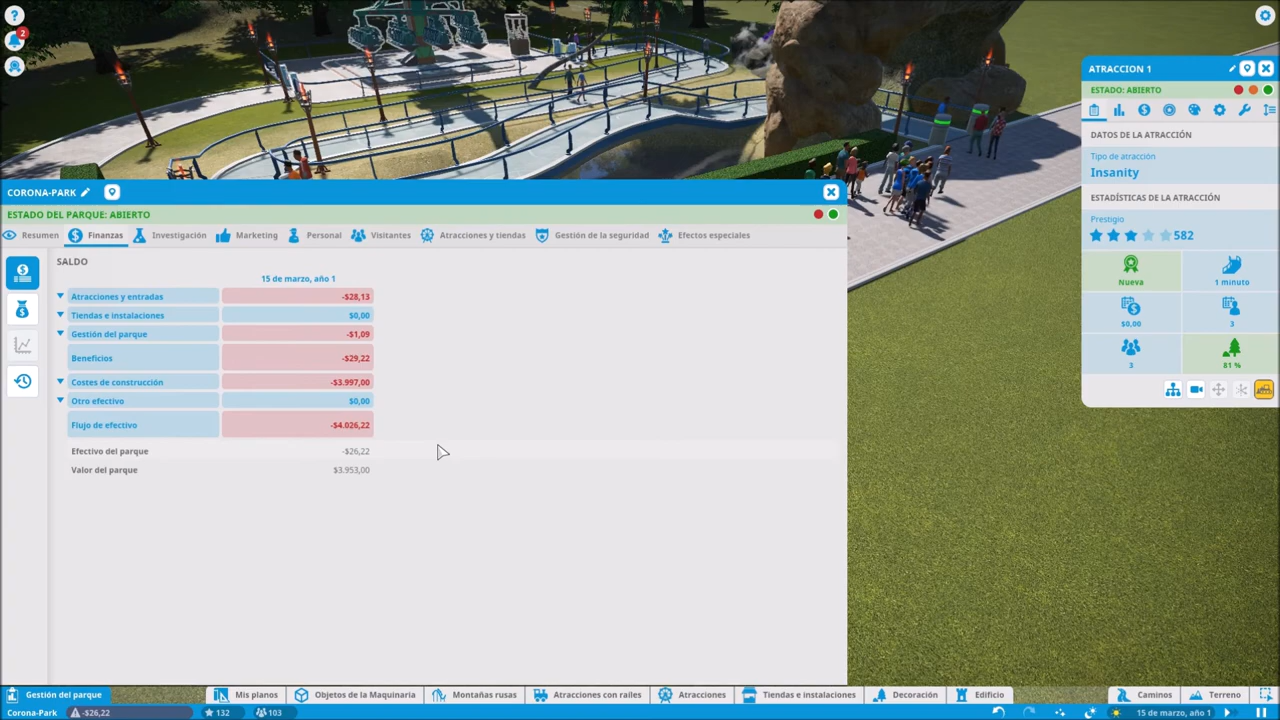 ?
2
ATRACCION 1
ESTADO: ABIERTO
DATOS DE LA ATRACCIÓN
Tipo de atracción
Insanity
ESTADÍSTICAS DE LA ATRACCIÓN
Prestigio
582
Nueva
1 minuto
$0,00
3
3
81 %
CORONA-PARK
ESTADO DEL PARQUE: ABIERTO
Resumen Finanzas Investigación Marketing Personal Visitantes Atracciones y tiendas Gestión de la seguridad Efectos especiales
SALDO
15 de marzo, año 1
Atracciones y entradas -$28,13
Tiendas e instalaciones $0,00
Gestión del parque -$1,09
Beneficios -$29,22
Costes de construcción -$3.997,00
Otro efectivo $0,00
Flujo de efectivo -$4.026,22
Efectivo del parque -$26,22
Valor del parque $3.953,00
Gestión del parque Mis planos Objetos de la Maquinaria Montañas rusas Atracciones con raíles Atracciones Tiendas e instalaciones Decoración Edificio Caminos Terreno
Corona-Park -$26,22 132 103 15 de marzo, año 1